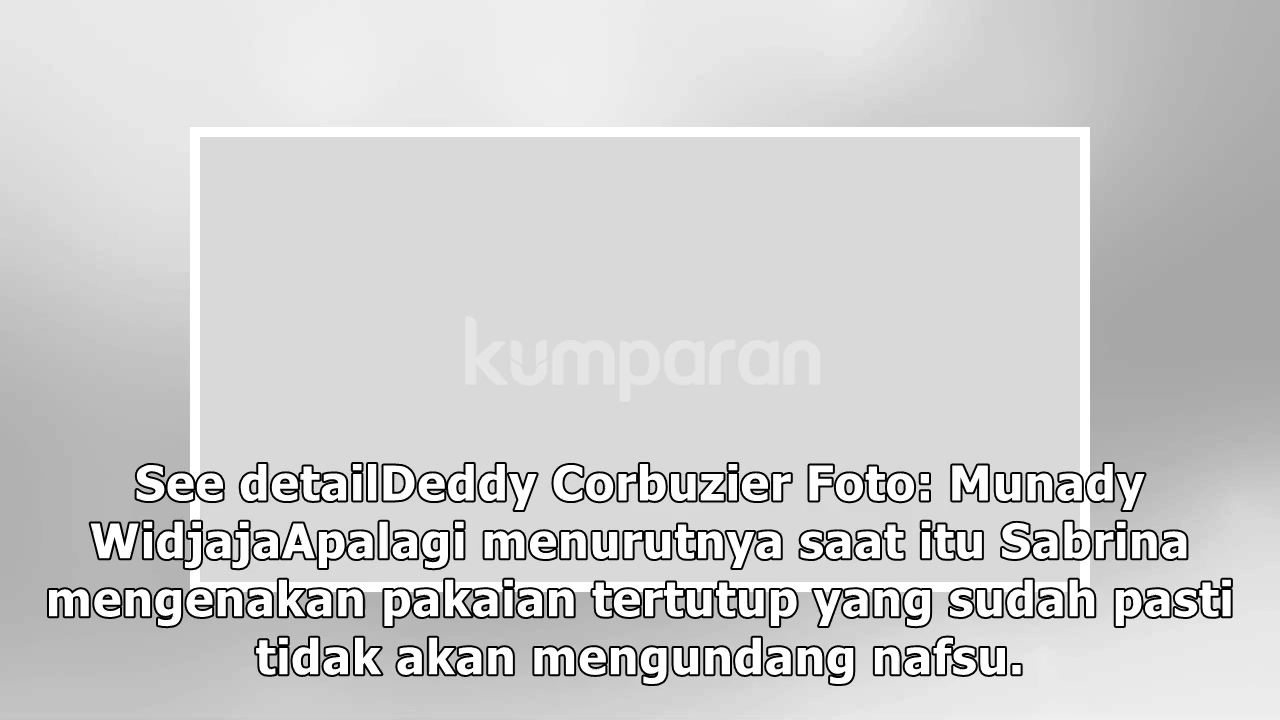 kumparan
See detailDeddy Corbuzier Foto: Munady
WidjajaApalagi menurutnya saat itu Sabrina
mengenakan pakaian tertutup yang sudah pasti
tidak akan mengundang nafsu.